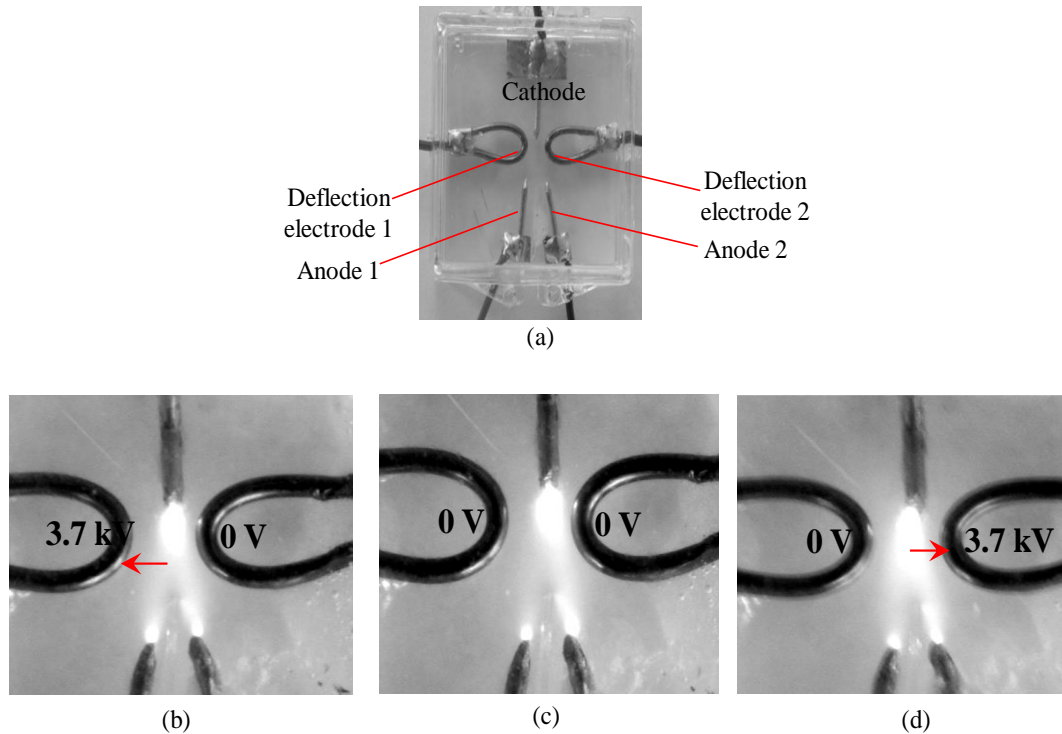 Cathode
Deflection
electrode 1
Deflection
electrode 2
Anode 1
Anode 2
(a)
3.7 kV
0 V
0 V
0 V
0 V
3.7 kV
(b)
(c)
(d)